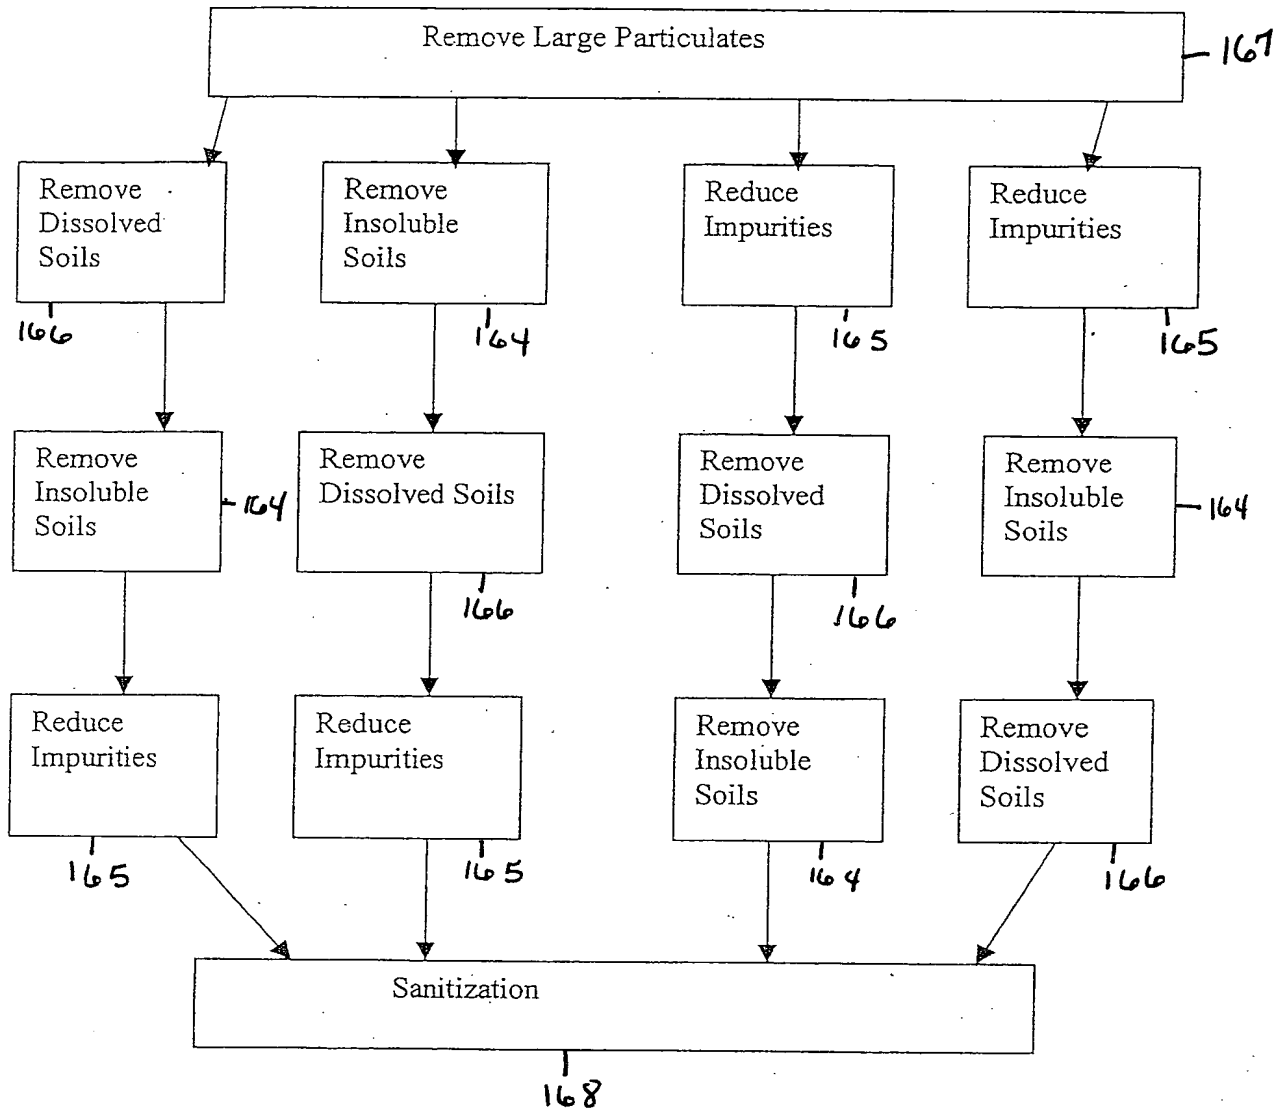 Remove Large Particulates
167
Remove
Dissolved
Soils
166
Remove
Insoluble
Soils
164
Reduce
Impurities
165
Reduce
Impurities
165
Remove
Insoluble
Soils
164
Remove
Dissolved Soils
166
Remove
Dissolved
Soils
166
Remove
Insoluble
Soils
164
Reduce
Impurities
165
Reduce
Impurities
165
Remove
Insoluble
Soils
164
Remove
Dissolved
Soils
166
Sanitization
168